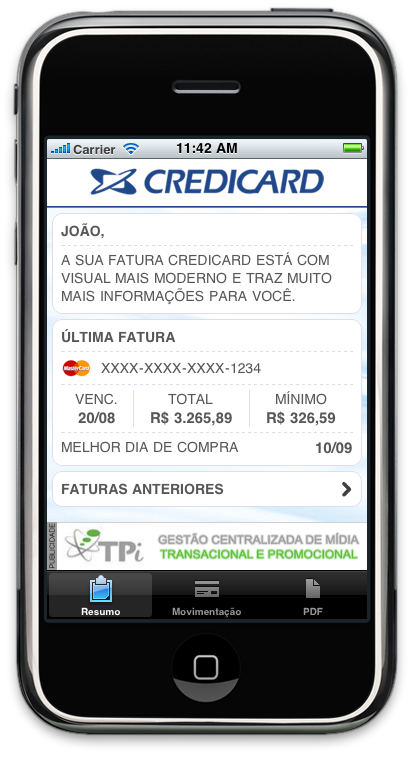 Carrier 11:42 AM
CREDICARD
JOÃO,
A SUA FATURA CREDICARD ESTÁ COM
VISUAL MAIS MODERNO E TRAZ MUITO
MAIS INFORMAÇÕES PARA VOCÊ.
ÚLTIMA FATURA
MasterCard XXXX-XXXX-XXXX-1234
VENC. TOTAL MÍNIMO
20/08 R$ 3.265,89 R$ 326,59
MELHOR DIA DE COMPRA 10/09
FATURAS ANTERIORES
PUBLICIDADE
TPi GESTÃO CENTRALIZADA DE MÍDIA
TRANSACIONAL E PROMOCIONAL
Resumo Movimentação PDF